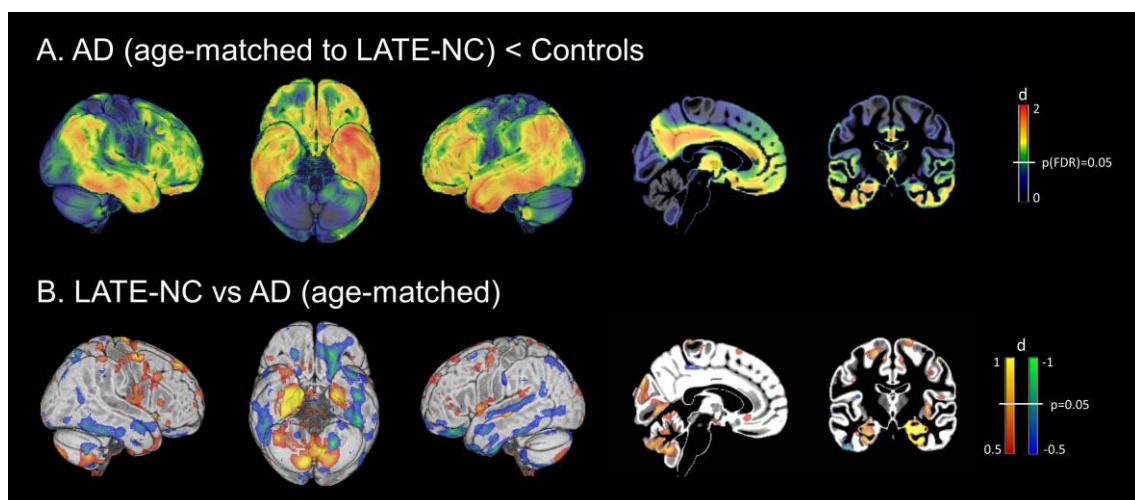 A. AD (age-matched to LATE-NC) < Controls
d
2
p(FDR)=0.05
0
B. LATE-NC vs AD (age-matched)
d
1 -1
p=0.05
0.5 -0.5